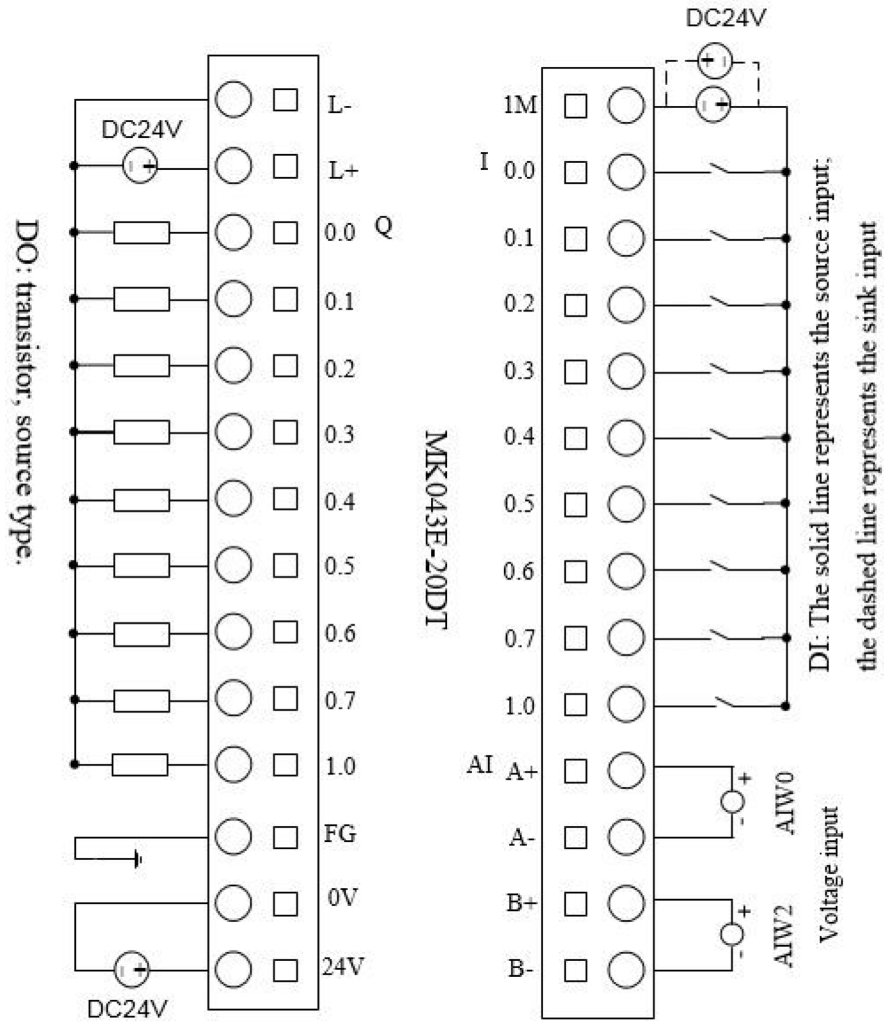 DO: transistor, source type.
DC24V
L-
L+
0.0 Q
0.1
0.2
0.3
0.4
0.5
0.6
0.7
1.0
FG
0V
24V
DC24V
MK043E-20DT
DC24V
1M
I 0.0
0.1
0.2
0.3
0.4
0.5
0.6
0.7
1.0
AI A+
A-
B+
B-
+
-
AIW0
+
-
AIW2
Voltage input
DI: The solid line represents the source input;
the dashed line represents the sink input